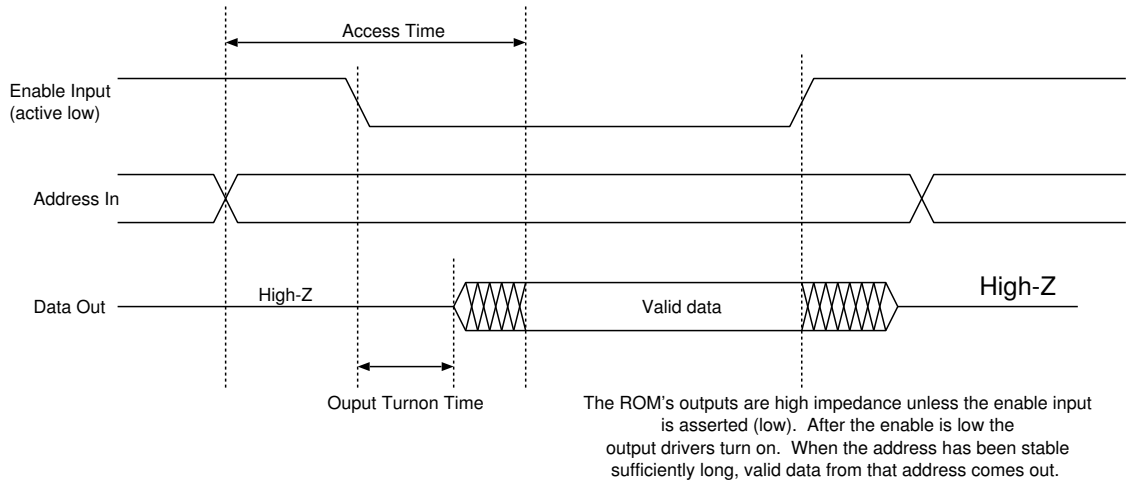 Access Time
Enable Input
(active low)
Address In
High-Z
High-Z
Data Out
Valid data
Ouput Turnon Time
The ROM's outputs are high impedance unless the enable input
is asserted (low). After the enable is low the
output drivers turn on. When the address has been stable
sufficiently long, valid data from that address comes out.